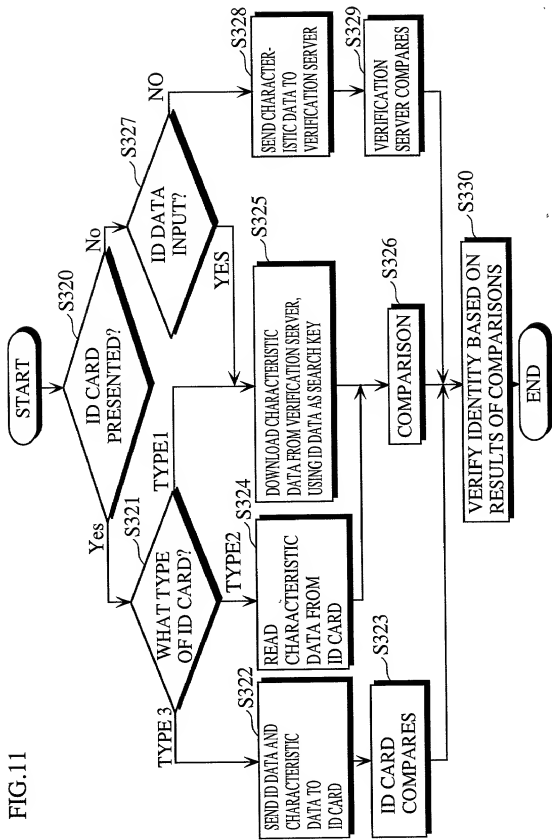 FIG.11
START
S320
ID CARD
PRESENTED?
Yes
No
S321
WHAT TYPE
OF ID CARD?
TYPE 3
TYPE2
TYPE1
S327
ID DATA
INPUT?
YES
NO
S322
SEND ID DATA AND
CHARACTERISTIC
DATA TO
ID CARD
S324
READ
CHARACTERISTIC
DATA FROM
ID CARD
S325
DOWNLOAD CHARACTERISTIC
DATA FROM VERIFICATION SERVER,
USING ID DATA AS SEARCH KEY
S328
SEND CHARACTER-
ISTIC DATA TO
VERIFICATION SERVER
S323
ID CARD
COMPARES
S326
COMPARISON
S329
VERIFICATION
SERVER COMPARES
S330
VERIFY IDENTITY BASED ON
RESULTS OF COMPARISONS
END